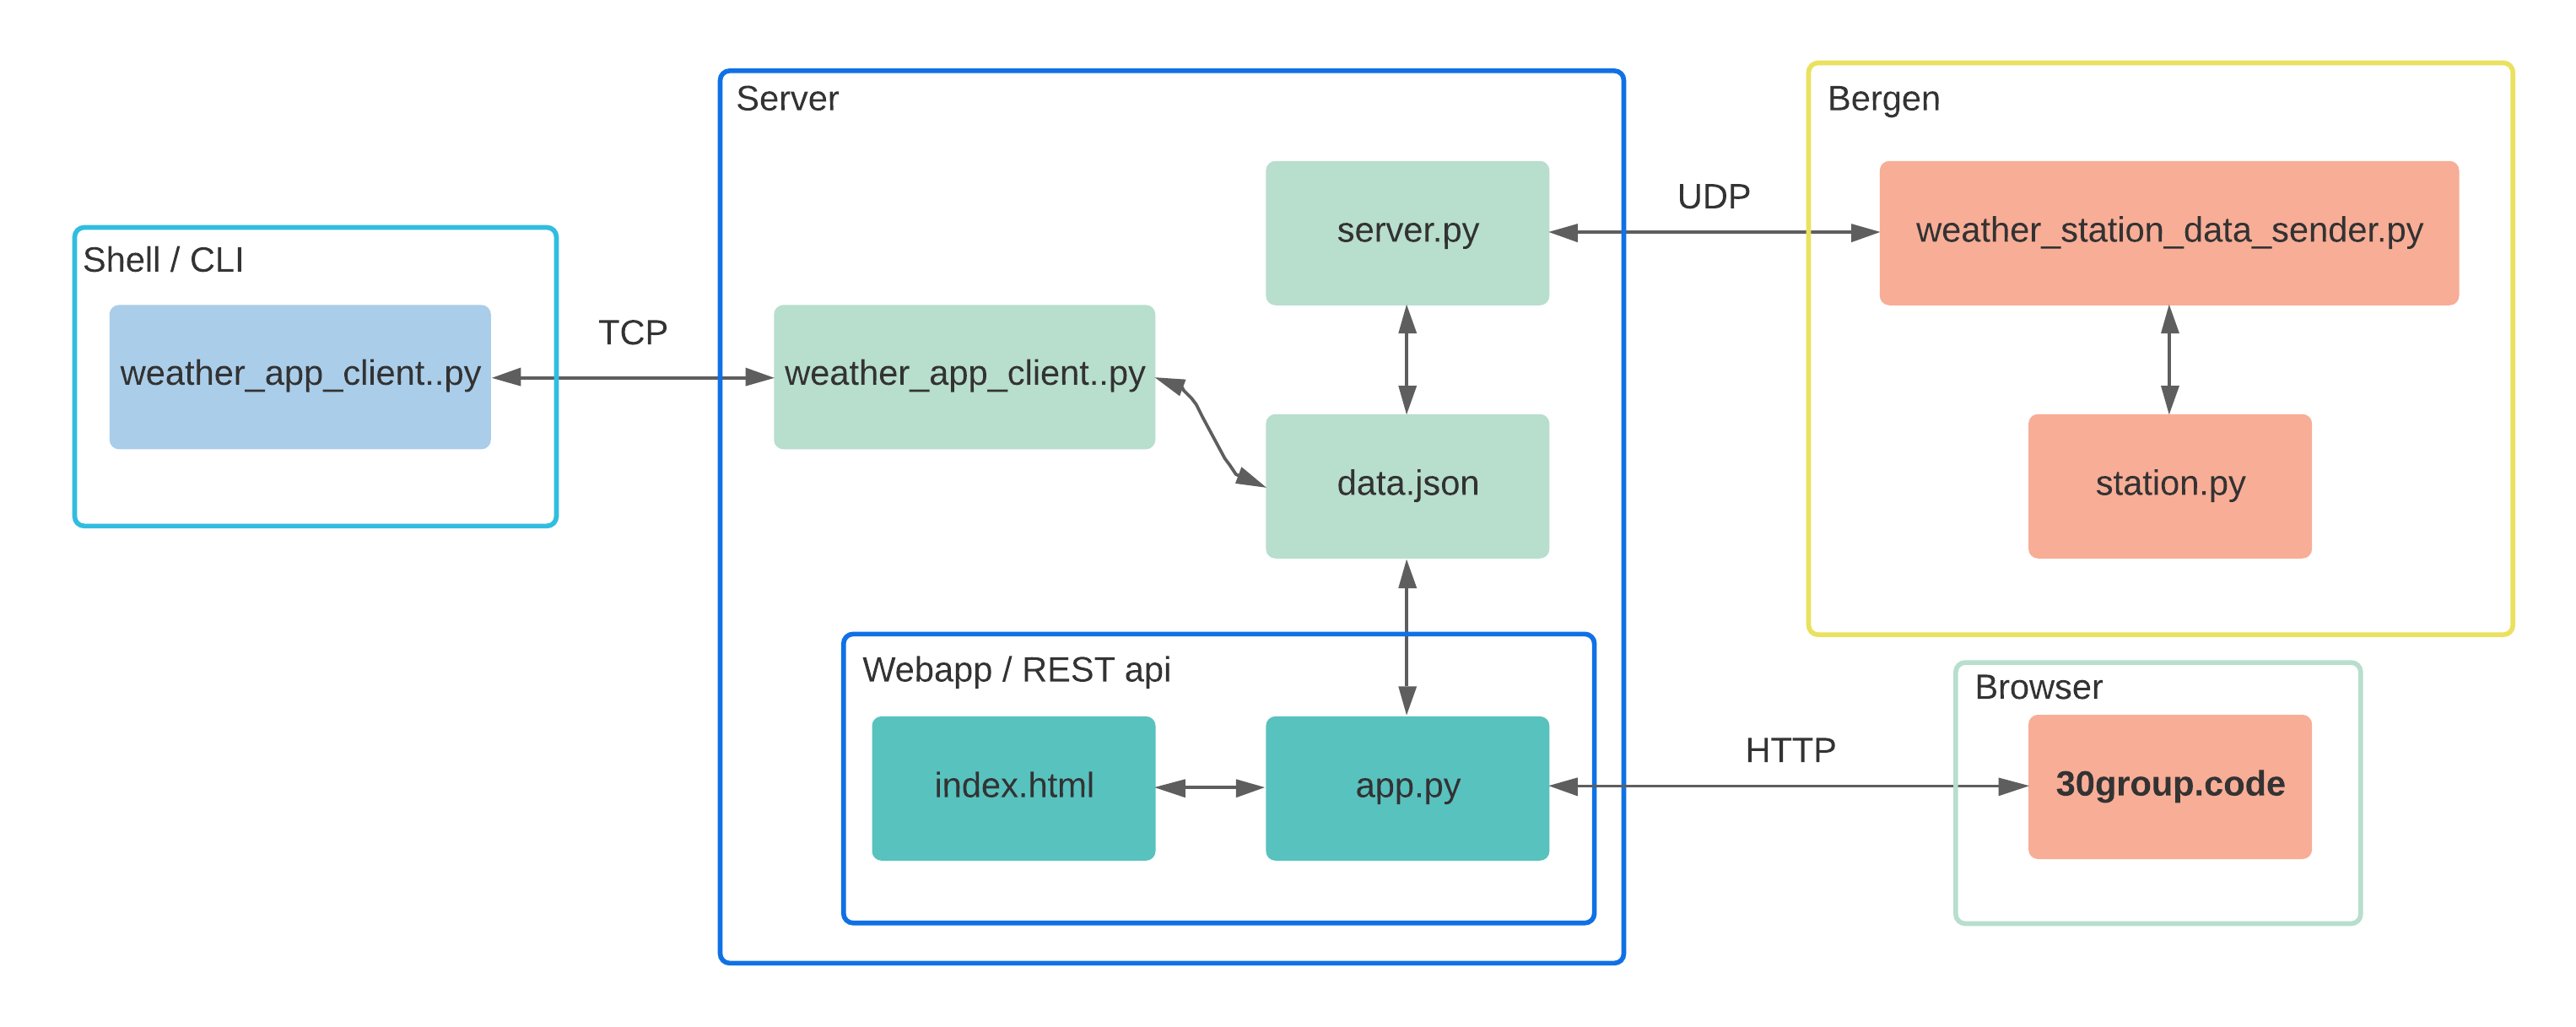 Server
Bergen
server.py
UDP
weather_station_data_sender.py
Shell / CLI
weather_app_client..py
TCP
weather_app_client..py
data.json
station.py
Webapp / REST api
index.html
app.py
HTTP
Browser
30group.code